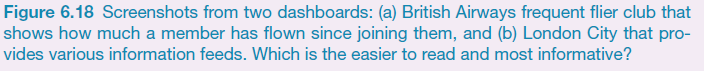 Figure 6.18 Screenshots from two dashboards: (a) British Airways frequent flier club that
shows how much a member has flown since joining them, and (b) London City that pro-
vides various information feeds. Which is the easier to read and most informative?